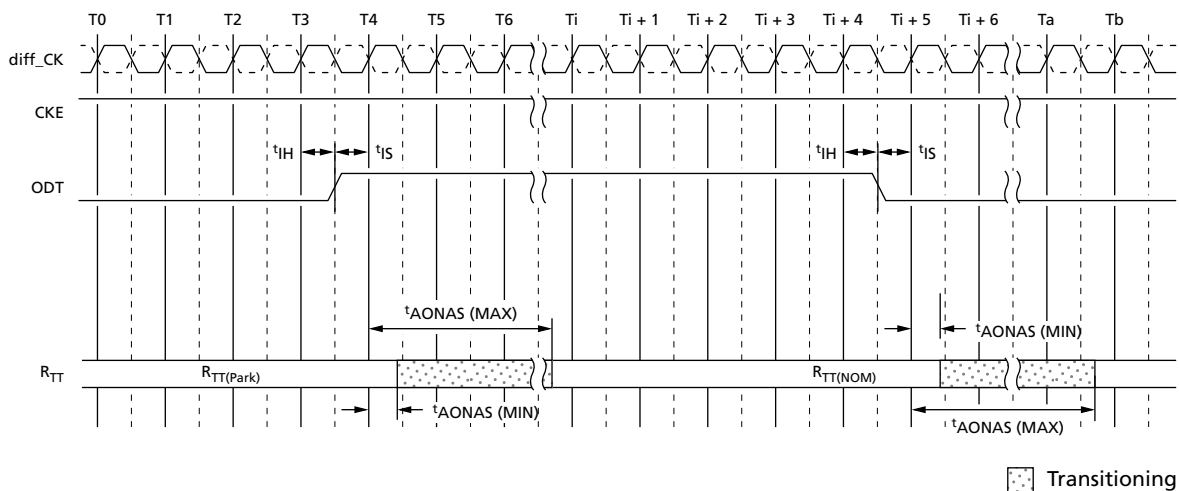 T0 T1 T2 T3 T4 T5 T6 Ti Ti + 1 Ti + 2 Ti + 3 Ti + 4 Ti + 5 Ti + 6 Ta Tb
diff_CK
CKE
tIH tIS tIH tIS
ODT
tAONAS (MAX)
tAONAS (MIN)
RTT RTT(Park) RTT(NOM)
tAONAS (MIN)
tAONAS (MAX)
Transitioning